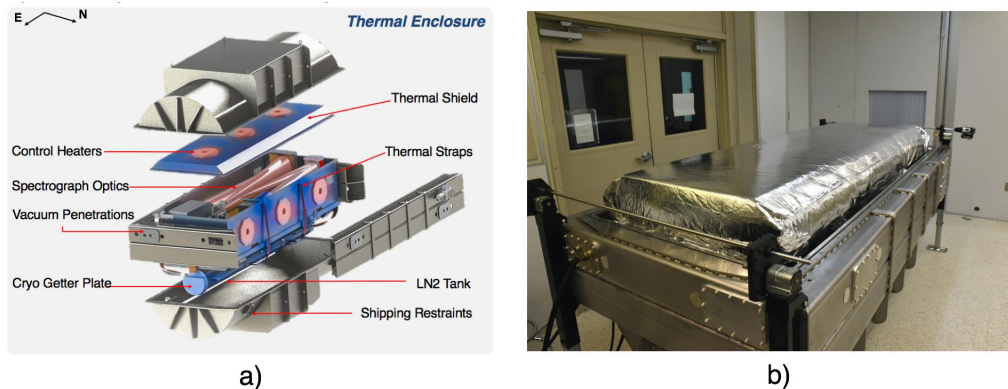 E
N
Thermal Enclosure
Thermal Shield
Control Heaters
Thermal Straps
Spectrograph Optics
Vacuum Penetrations
Cryo Getter Plate
LN2 Tank
Shipping Restraints
a)
b)